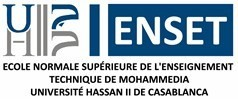 ENSET
ECOLE NORMALE SUPÉRIEURE DE L'ENSEIGNEMENT
TECHNIQUE DE MOHAMMEDIA
UNIVERSITÉ HASSAN II DE CASABLANCA